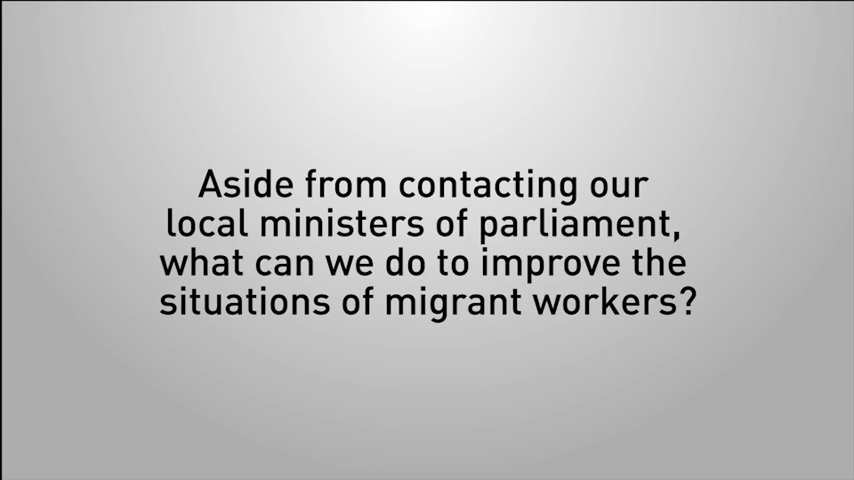 Aside from contacting our
local ministers of parliament,
what can we do to improve the
situations of migrant workers?